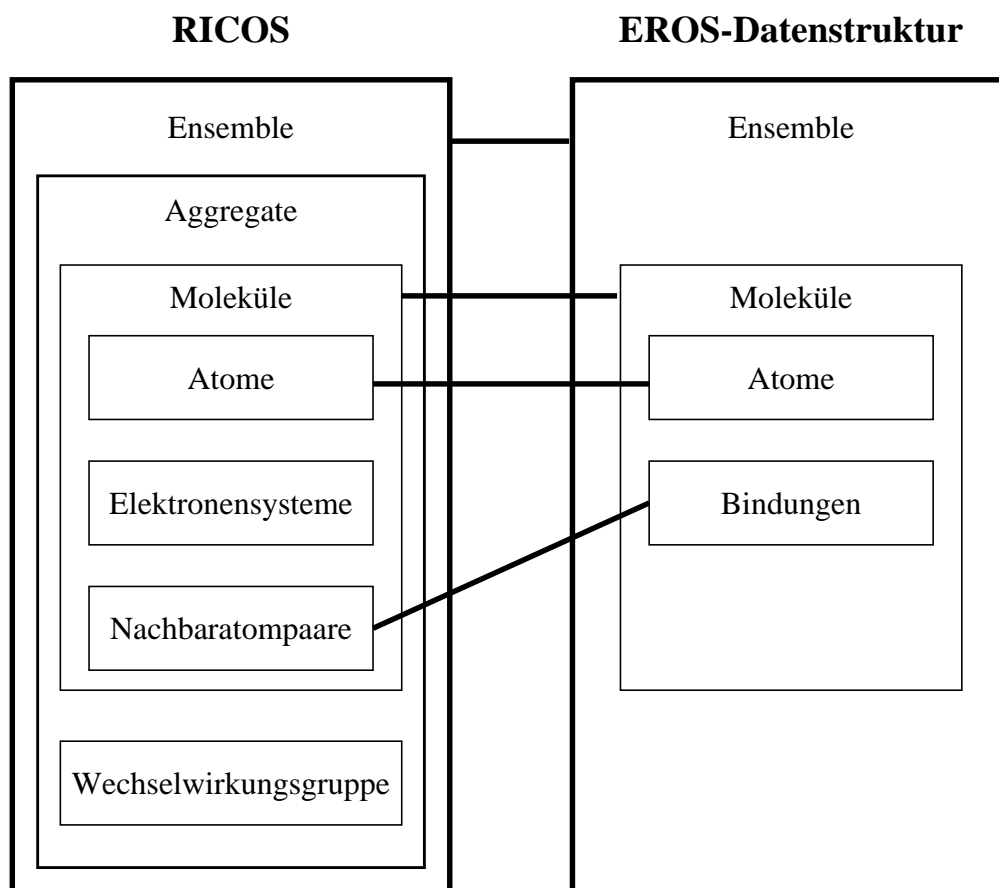 RICOS
Ensemble
Aggregate
Moleküle
Atome
Elektronensysteme
Nachbaratompaare
Wechselwirkungsgruppe
EROS-Datenstruktur
Ensemble
Moleküle
Atome
Bindungen